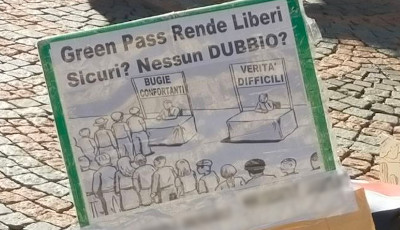 Green Pass Rende Liberi
Sicuri? Nessun DUBBIO?
BUGIE
CONFORTANTI
VERITA'
DIFFICILI